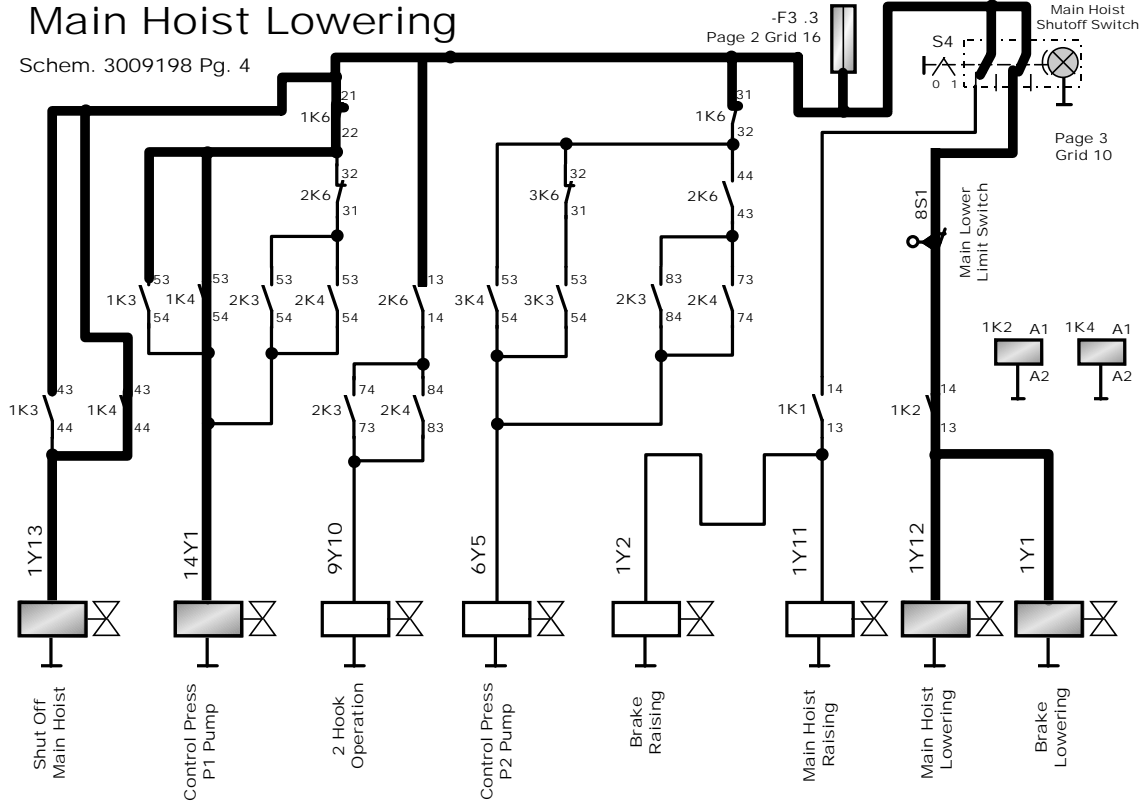 Main Hoist Lowering
Schem. 3009198 Pg. 4
-F3 .3
Page 2 Grid 16
Main Hoist
Shutoff Switch
S4
0 1
Page 3
Grid 10
21
1K6
22
31
1K6
32
32
2K6
31
32
3K6
31
44
2K6
43
8S1
Main Lower
Limit Switch
53
1K3
54
53
1K4
54
53
2K3
54
53
2K4
54
13
2K6
14
53
3K4
54
53
3K3
54
83
2K3
84
73
2K4
74
1K2 A1
A2
1K4 A1
A2
43
1K3
44
43
1K4
44
74
2K3
73
84
2K4
83
14
1K1
13
14
1K2
13
1Y13
14Y1
9Y10
6Y5
1Y2
1Y11
1Y12
1Y1
Shut Off
Main Hoist
Control Press
P1 Pump
2 Hook
Operation
Control Press
P2 Pump
Brake
Raising
Main Hoist
Raising
Main Hoist
Lowering
Brake
Lowering